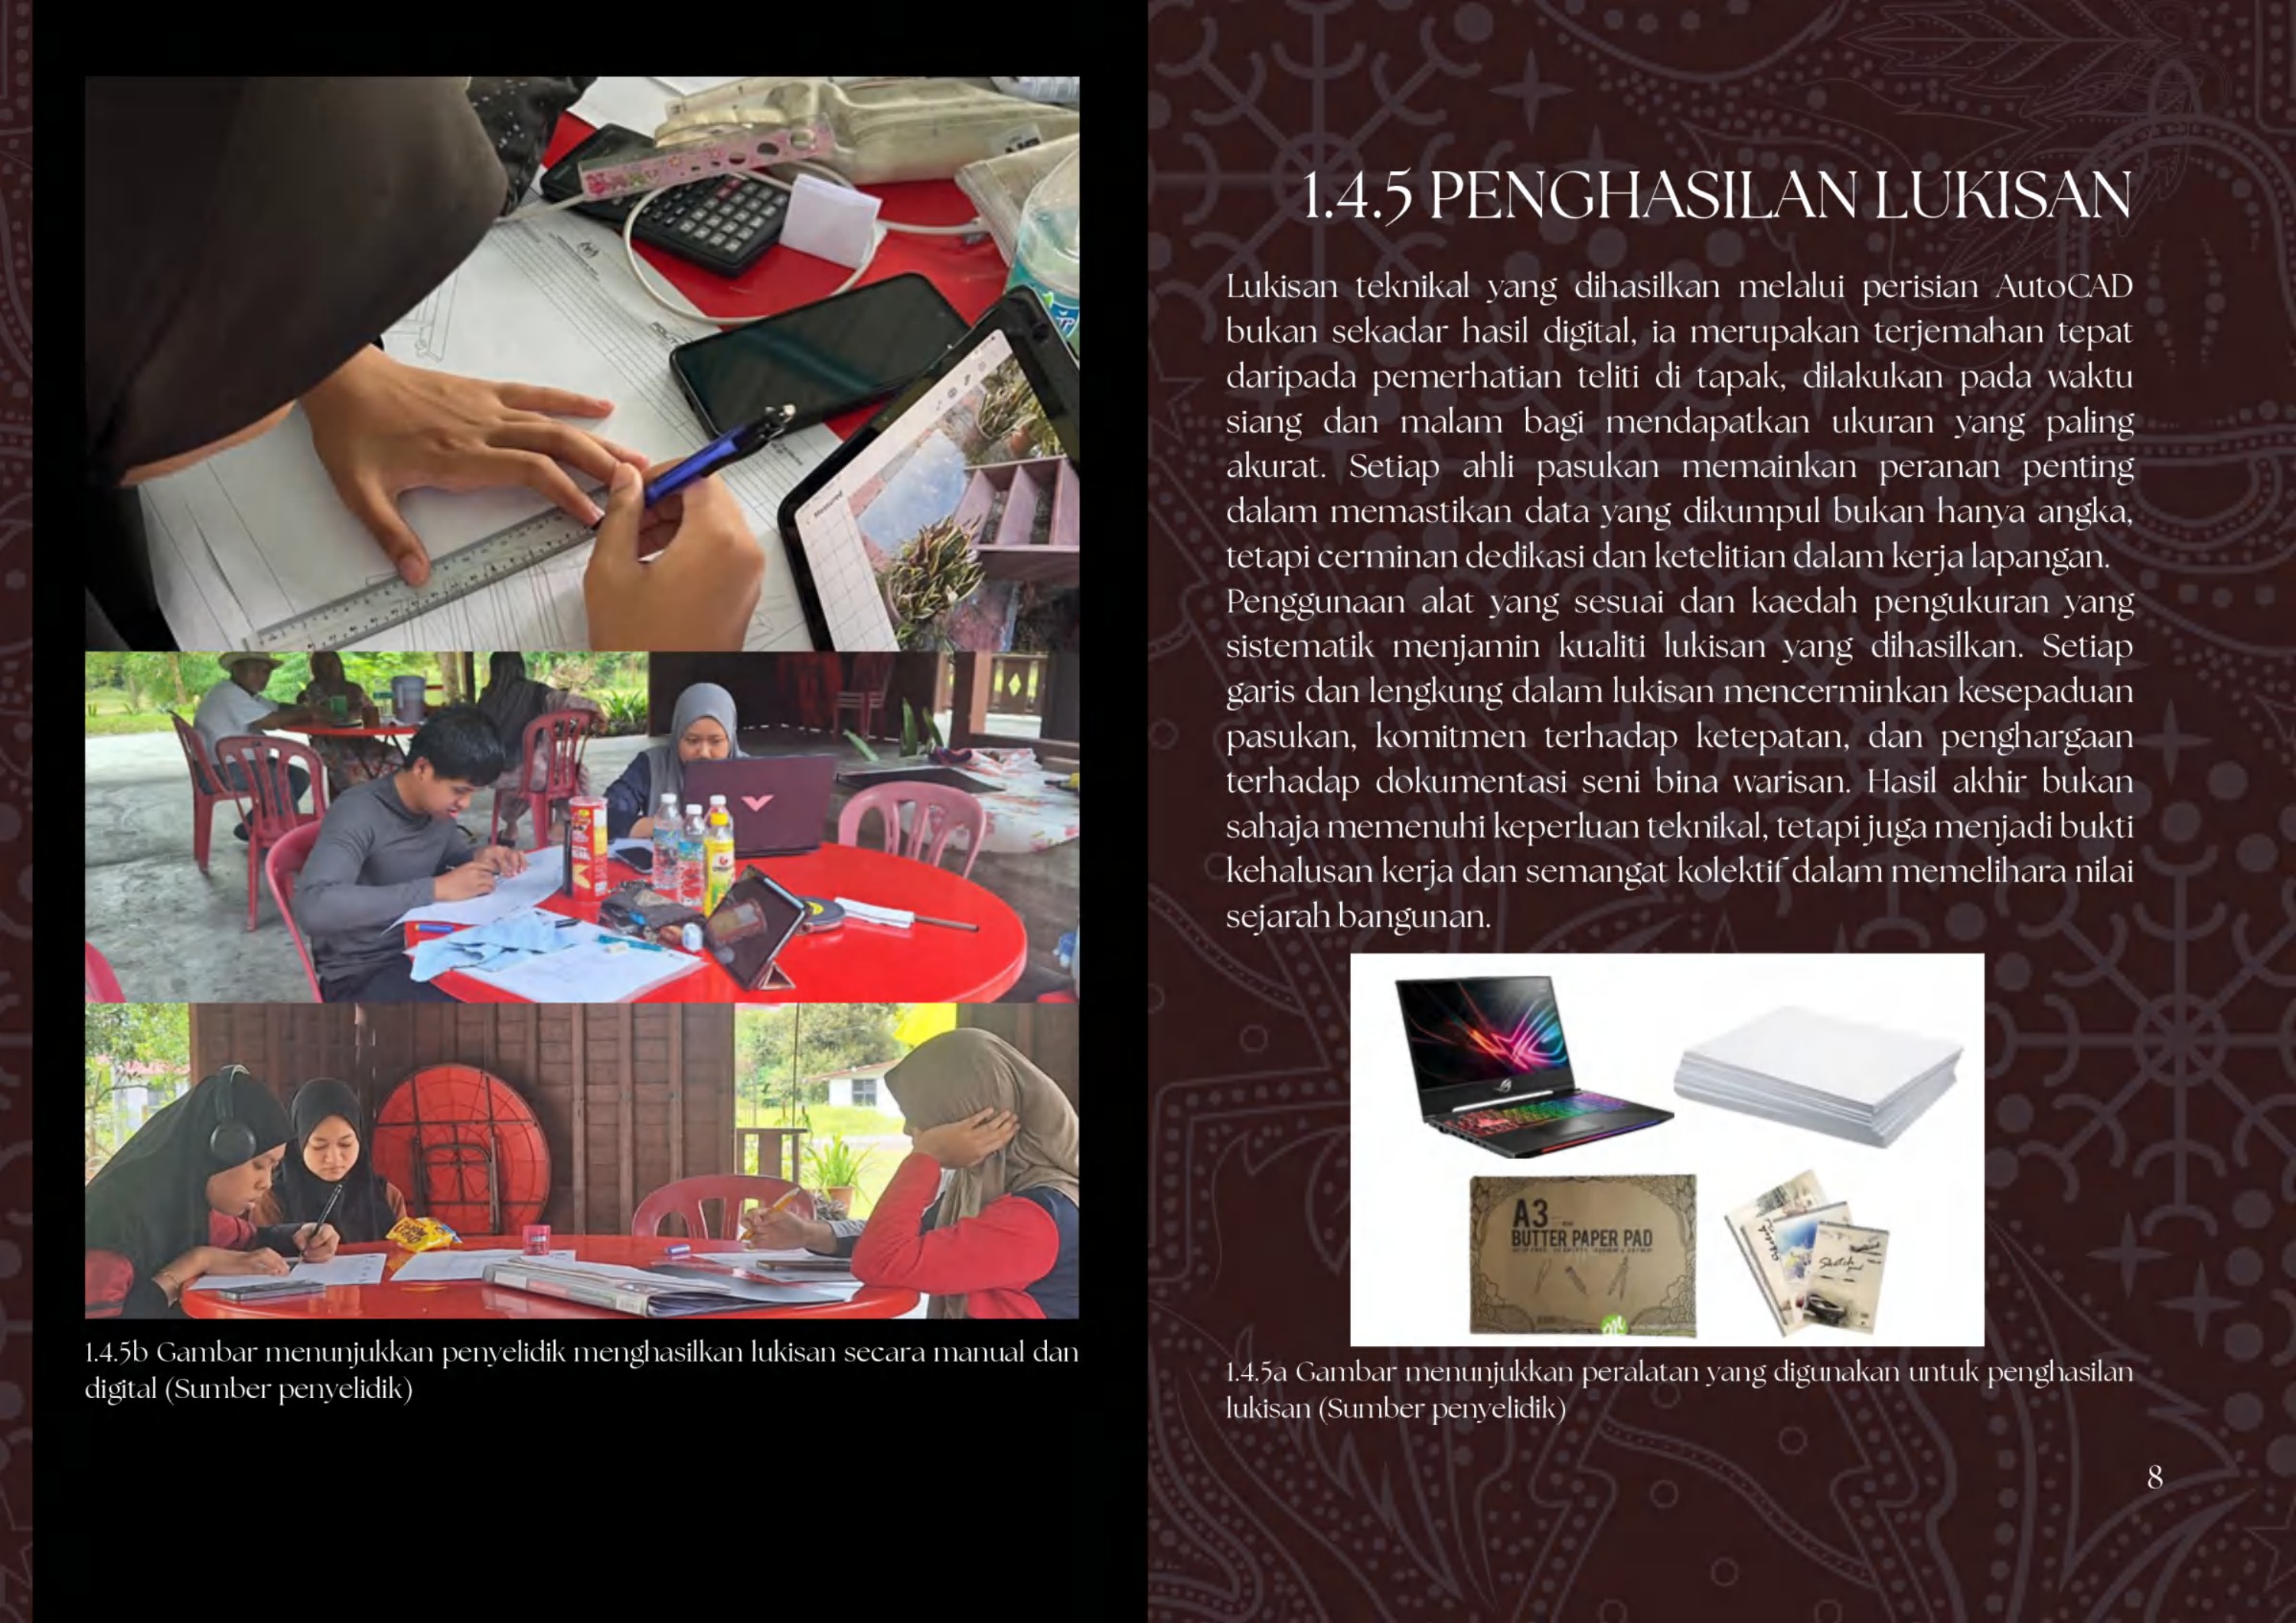 1.4.5 PENGHASILAN LUKISAN
Lukisan teknikal yang dihasilkan melalui perisian AutoCAD
bukan sekadar hasil digital, ia merupakan terjemahan tepat
daripada pemerhatian teliti di tapak, dilakukan pada waktu
siang dan malam bagi mendapatkan ukuran yang paling
akurat. Setiap ahli pasukan memainkan peranan penting
dalam memastikan data yang dikumpul bukan hanya angka,
tetapi cerminan dedikasi dan ketelitian dalam kerja lapangan.
Penggunaan alat yang sesuai dan kaedah pengukuran yang
sistematik menjamin kualiti lukisan yang dihasilkan. Setiap
garis dan lengkung dalam lukisan mencerminkan kesepaduan
pasukan, komitmen terhadap ketepatan, dan penghargaan
terhadap dokumentasi seni bina warisan. Hasil akhir bukan
sahaja memenuhi keperluan teknikal, tetapi juga menjadi bukti
kehalusan kerja dan semangat kolektif dalam memelihara nilai
sejarah bangunan.
A3
BUTTER PAPER PAD
Sketch
pad
1.4.5a Gambar menunjukkan peralatan yang digunakan untuk penghasilan
lukisan (Sumber penyelidik)
Measured
1.4.5b Gambar menunjukkan penyelidik menghasilkan lukisan secara manual dan
digital (Sumber penyelidik)
8